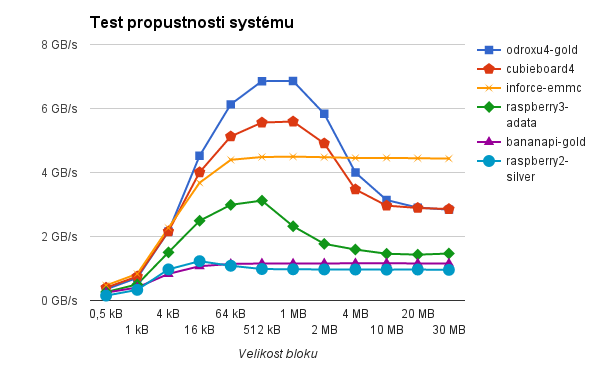 Test propustnosti systému
8 GB/s
6 GB/s
4 GB/s
2 GB/s
0 GB/s
odroxu4-gold
cubieboard4
inforce-emmc
raspberry3-
adata
bananapi-gold
raspberry2-
silver
0,5 kB 4 kB 64 kB 1 MB 4 MB 20 MB
1 kB 16 kB 512 kB 2 MB 10 MB 30 MB
Velikost bloku